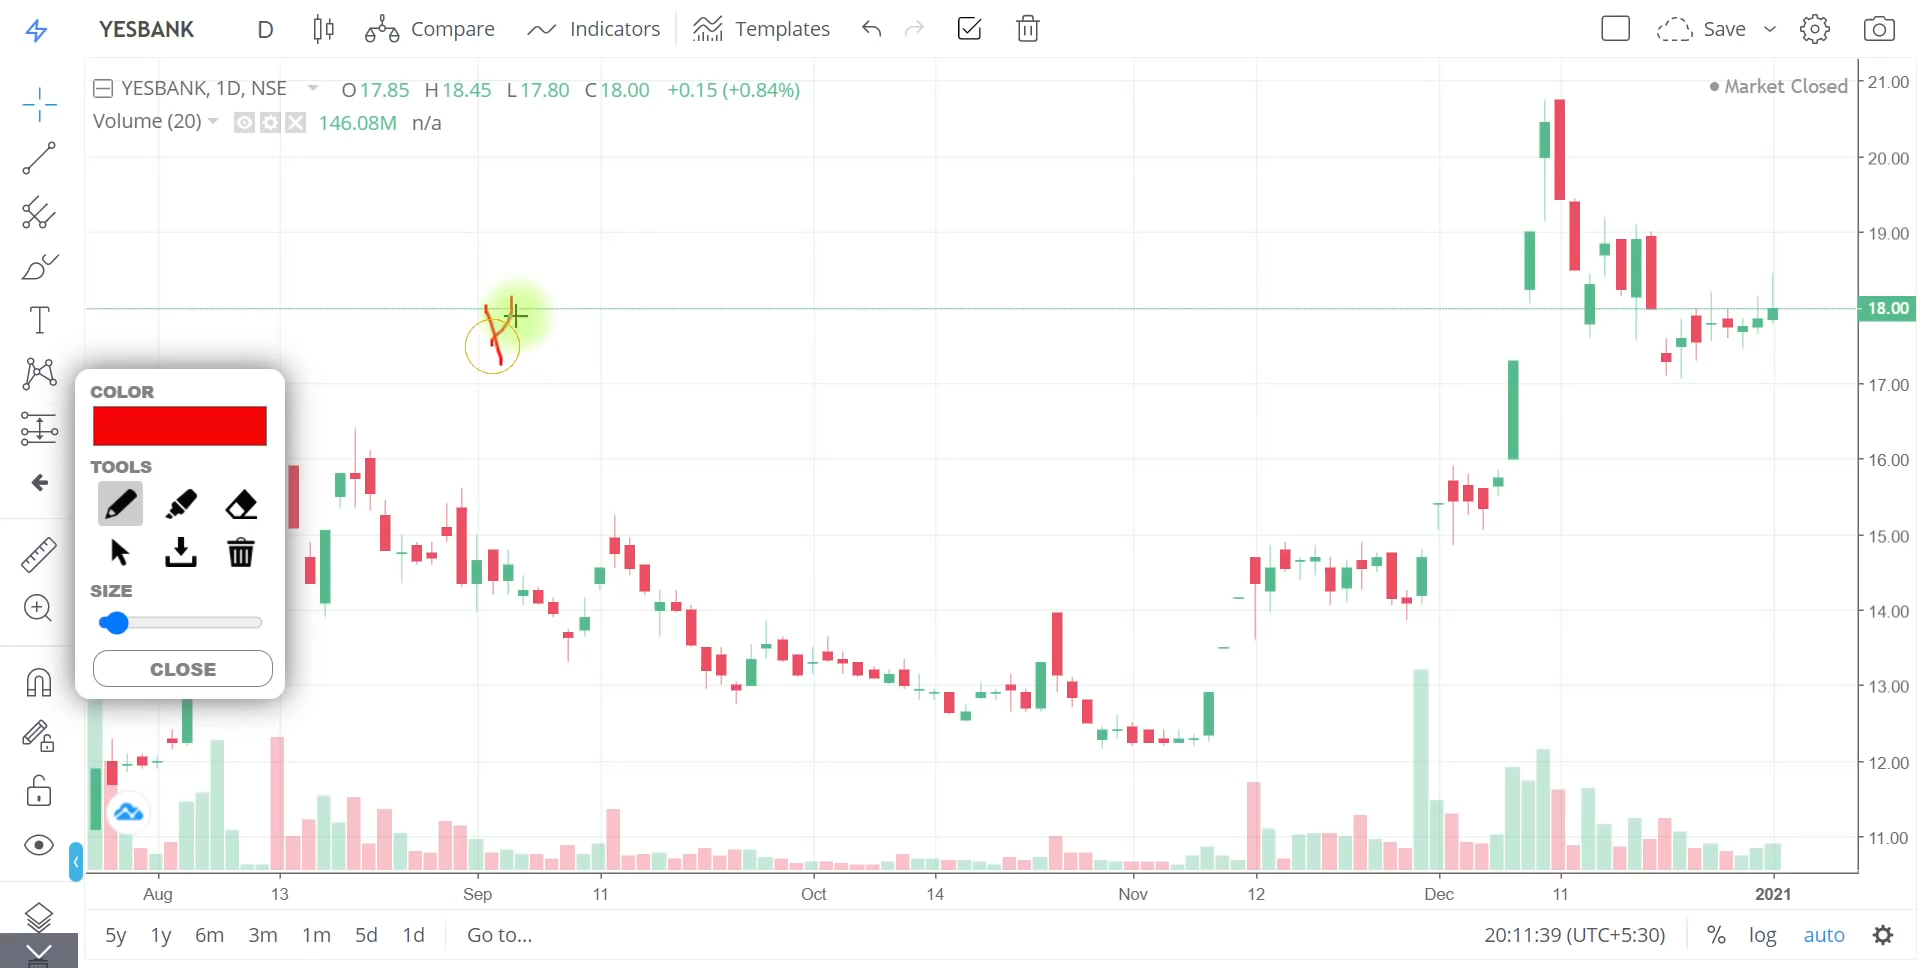 YESBANK D Compare Indicators Templates Save
YESBANK, 1D, NSE O17.85 H18.45 L17.80 C18.00 +0.15 (+0.84%)
Market Closed
Volume (20) 146.08M n/a
21.00
20.00
19.00
18.00
17.00
16.00
15.00
14.00
13.00
12.00
11.00
COLOR
TOOLS
SIZE
CLOSE
Aug 13 Sep 11 Oct 14 Nov 12 Dec 11 2021
5y 1y 6m 3m 1m 5d 1d Go to... 20:11:39 (UTC+5:30) % log auto